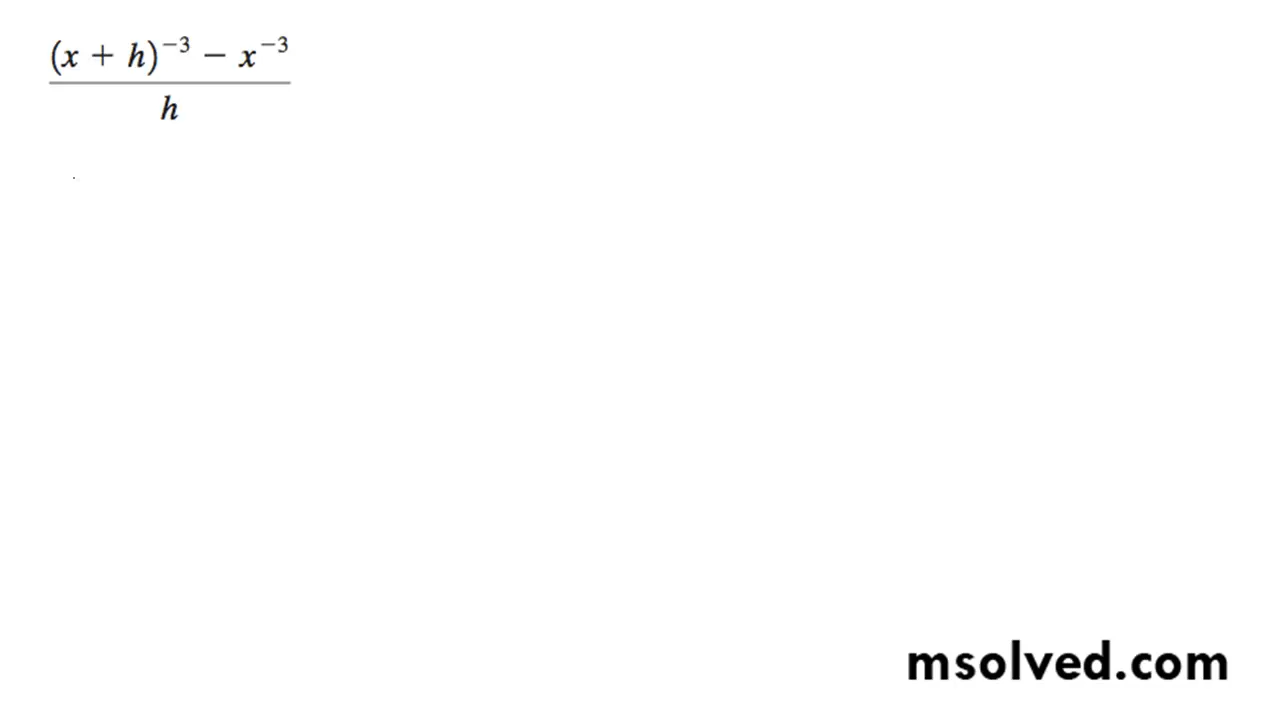 (x + h)⁻³ − x⁻³
h
msolved.com